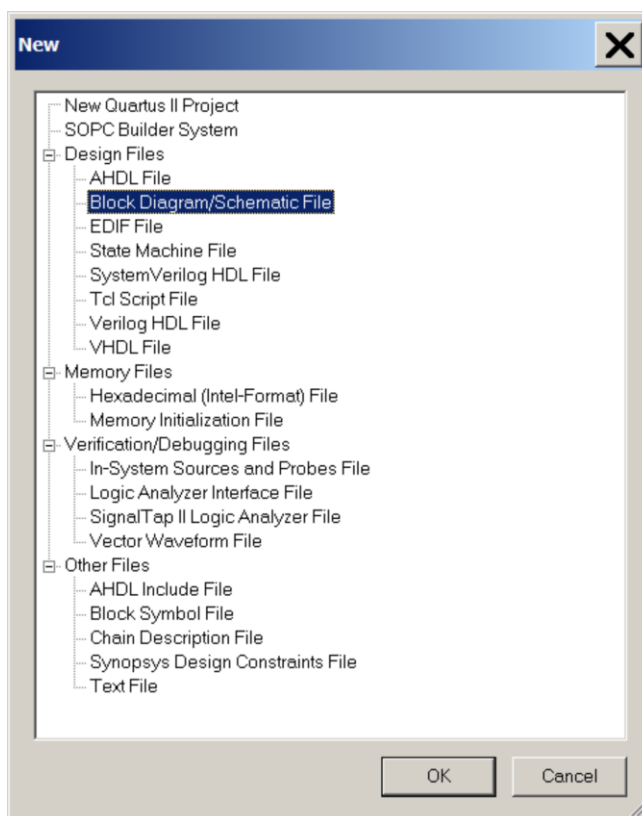 New
New Quartus II Project
SOPC Builder System
Design Files
AHDL File
Block Diagram/Schematic File
EDIF File
State Machine File
SystemVerilog HDL File
Tcl Script File
Verilog HDL File
VHDL File
Memory Files
Hexadecimal (Intel-Format) File
Memory Initialization File
Verification/Debugging Files
In-System Sources and Probes File
Logic Analyzer Interface File
SignalTap II Logic Analyzer File
Vector Waveform File
Other Files
AHDL Include File
Block Symbol File
Chain Description File
Synopsys Design Constraints File
Text File
OK Cancel